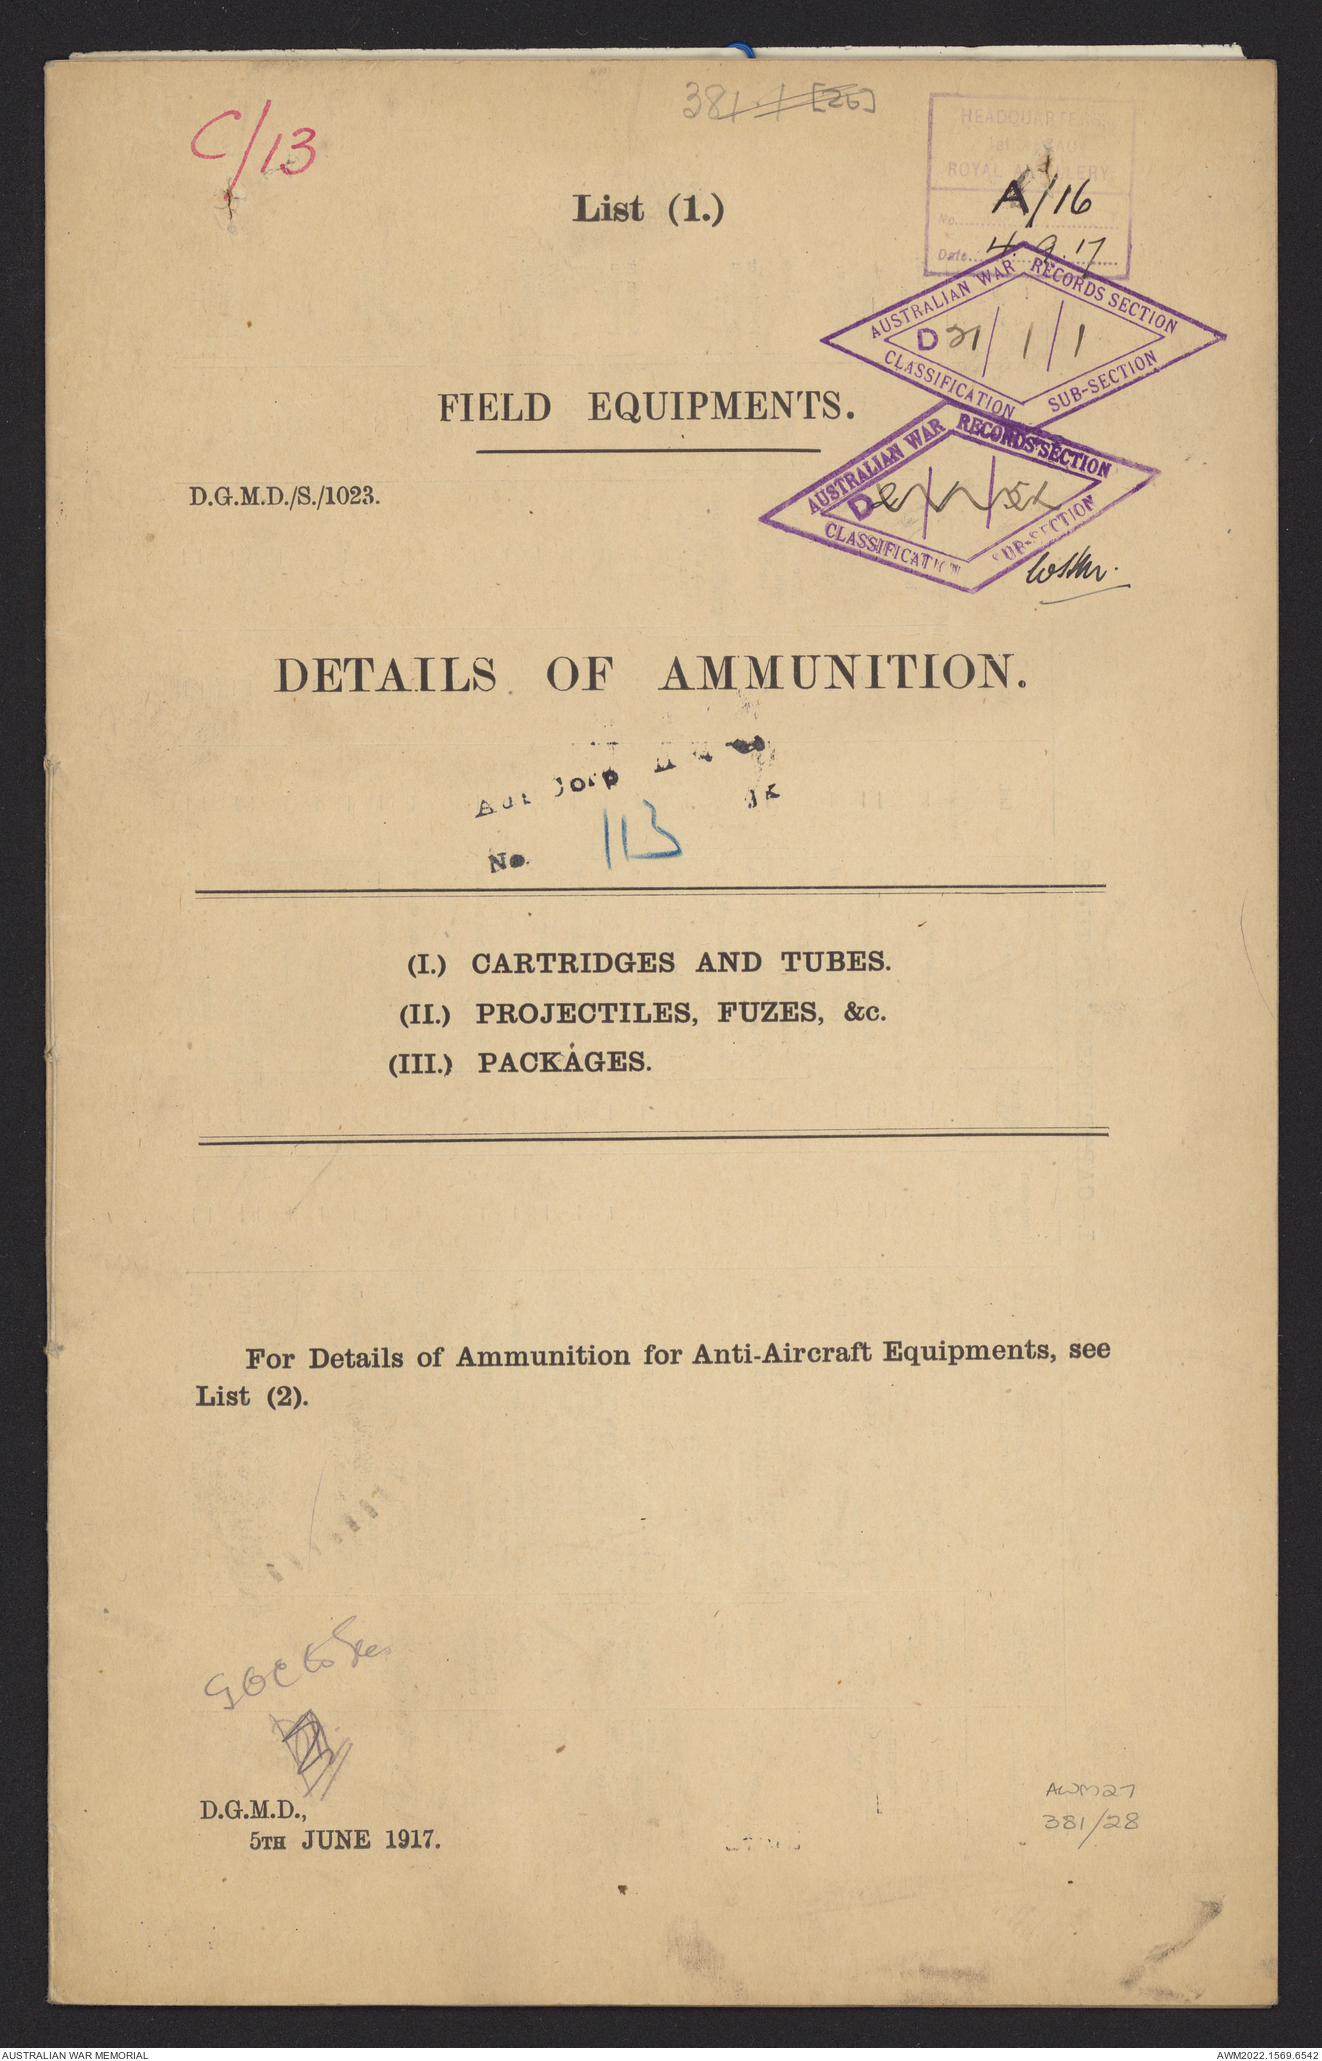 C/13
381.1 [26]
HEADQUARTERS
ROYAL ARTILLERY
No. A/16
Date 4.9.17
List (1.)
AUSTRALIAN WAR RECORDS SECTION
D 21/1/1
CLASSIFICATION SUB-SECTION
FIELD EQUIPMENTS.
AUSTRALIAN WAR RECORDS SECTION
D
CLASSIFICATION SUB-SECTION
D.G.M.D./S./1023.
DETAILS OF AMMUNITION.
Corp
No. 113
(I.) CARTRIDGES AND TUBES.
(II.) PROJECTILES, FUZES, &c.
(III.) PACKAGES.
For Details of Ammunition for Anti-Aircraft Equipments, see
List (2).
D.G.M.D.,
5TH JUNE 1917.
AWM27
381/28
AUSTRALIAN WAR MEMORIAL
AWM2022.1569.6542